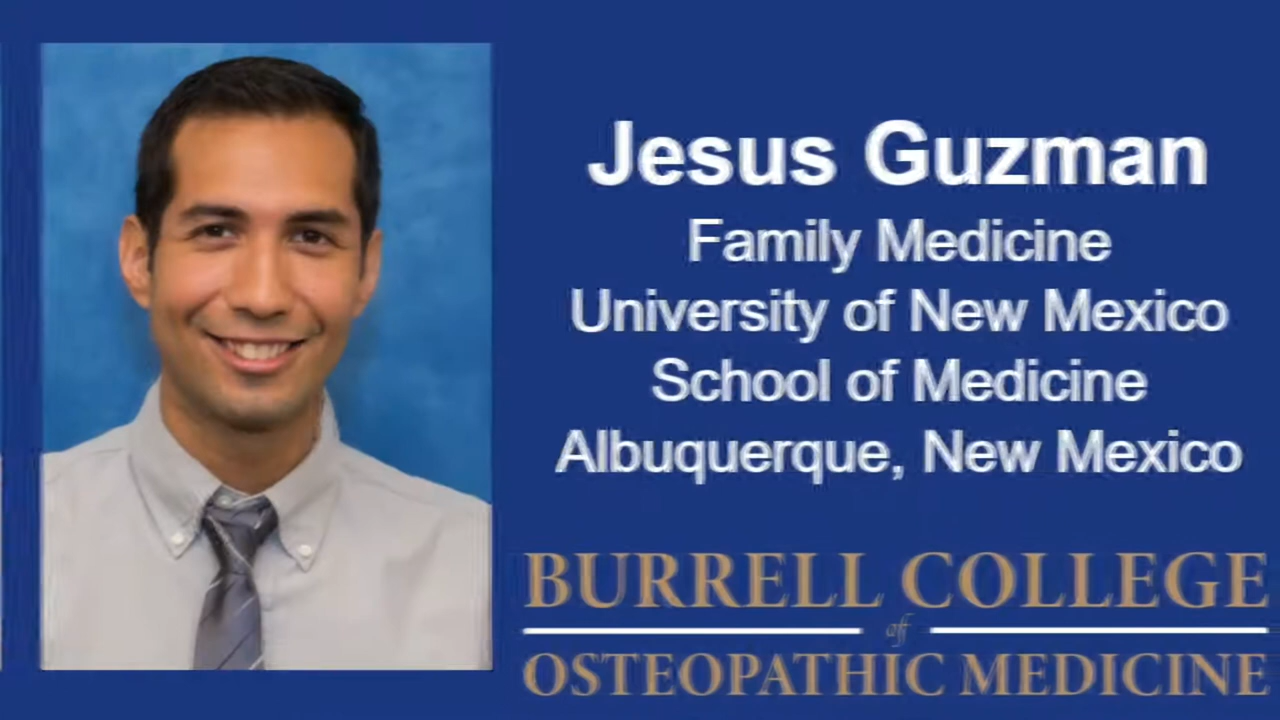 Jesus Guzman
Family Medicine
University of New Mexico
School of Medicine
Albuquerque, New Mexico
BURRELL COLLEGE
of
OSTEOPATHIC MEDICINE